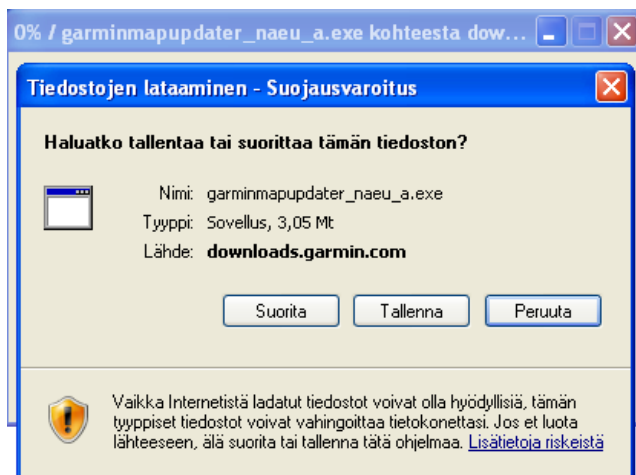 0% / garminmapupdater_naeu_a.exe kohteesta dow...
Tiedostojen lataaminen - Suojausvaroitus
Haluatko tallentaa tai suorittaa tämän tiedoston?
Nimi: garminmapupdater_naeu_a.exe
Tyyppi: Sovellus, 3,05 Mt
Lähde: downloads.garmin.com
Suorita Tallenna Peruuta
Vaikka Internetistä ladatut tiedostot voivat olla hyödyllisiä, tämän
tyyppiset tiedostot voivat vahingoittaa tietokonettasi. Jos et luota
lähteeseen, älä suorita tai tallenna tätä ohjelmaa. Lisätietoja riskeistä